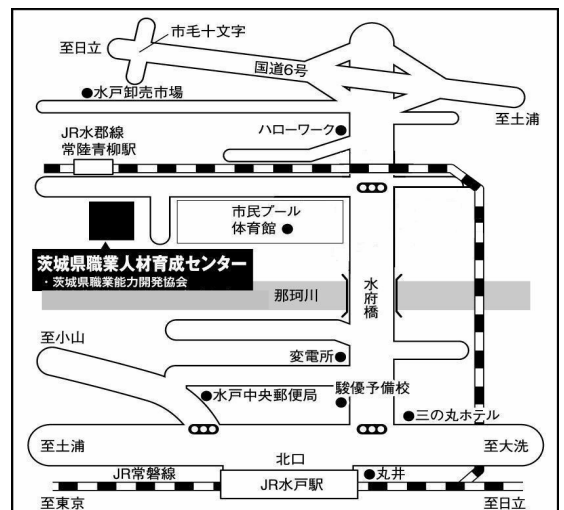 市毛十文字
至日立
国道6号
水戸卸売市場
至土浦
ハローワーク
JR水郡線
常陸青柳駅
市民プール
体育館
茨城県職業人材育成センター
・茨城県職業能力開発協会
那珂川
水府橋
至小山
変電所
水戸中央郵便局
駿優予備校
三の丸ホテル
至土浦
至大洗
北口
JR常磐線
丸井
JR水戸駅
至東京
至日立